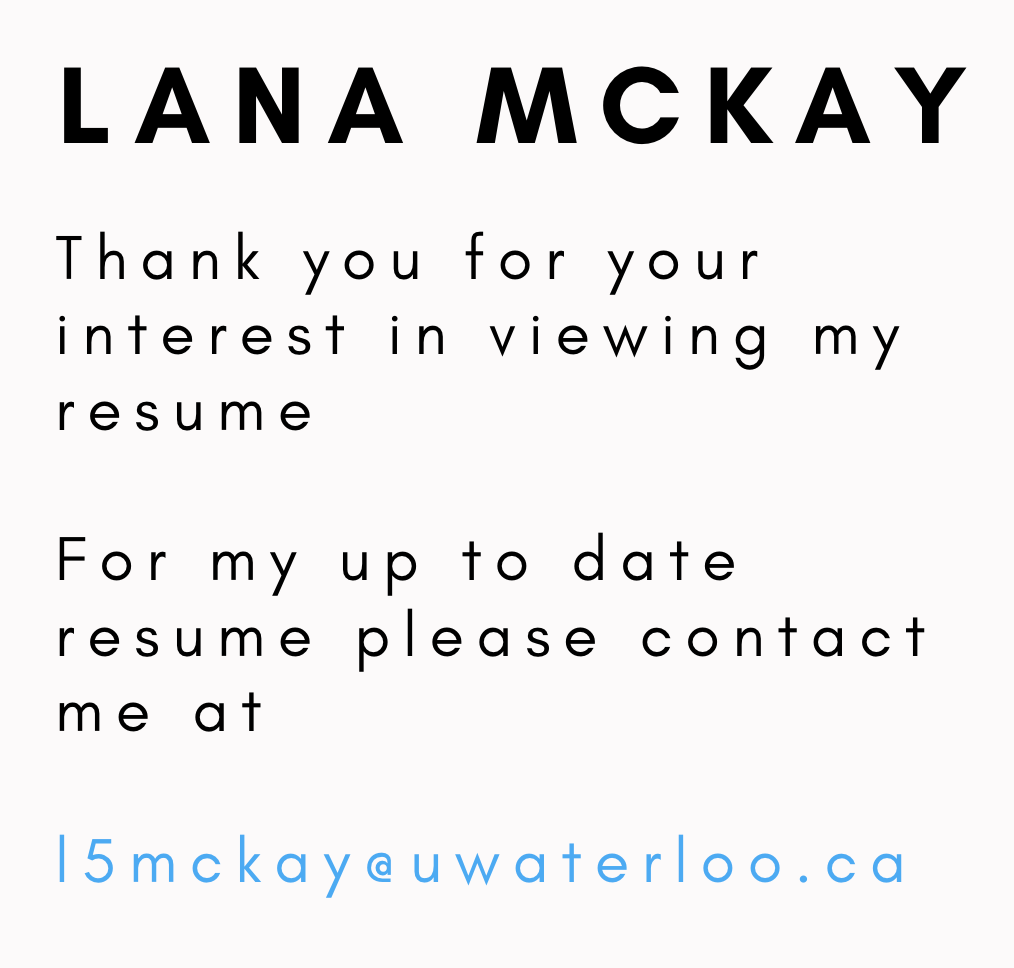 LANA MCKAY
Thank you for your
interest in viewing my
resume
For my up to date
resume please contact
me at
l5mckay@uwaterloo.ca